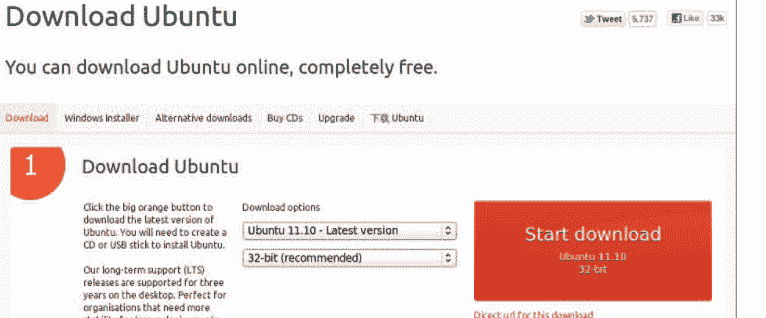 Download Ubuntu
Tweet 5,737 Like 33k
You can download Ubuntu online, completely free.
Download Windows Installer Alternative downloads Buy CDs Upgrade 下载 Ubuntu
1 Download Ubuntu
Click the big orange button to
download the latest version of
Ubuntu. You will need to create a
CD or USB stick to install Ubuntu.
Our long-term support (LTS)
releases are supported for three
years on the desktop. Perfect for
organisations that need more
Download options
Ubuntu 11.10 - Latest version
32-bit (recommended)
Start download
Ubuntu 11.10
32-bit
Direct url for this download